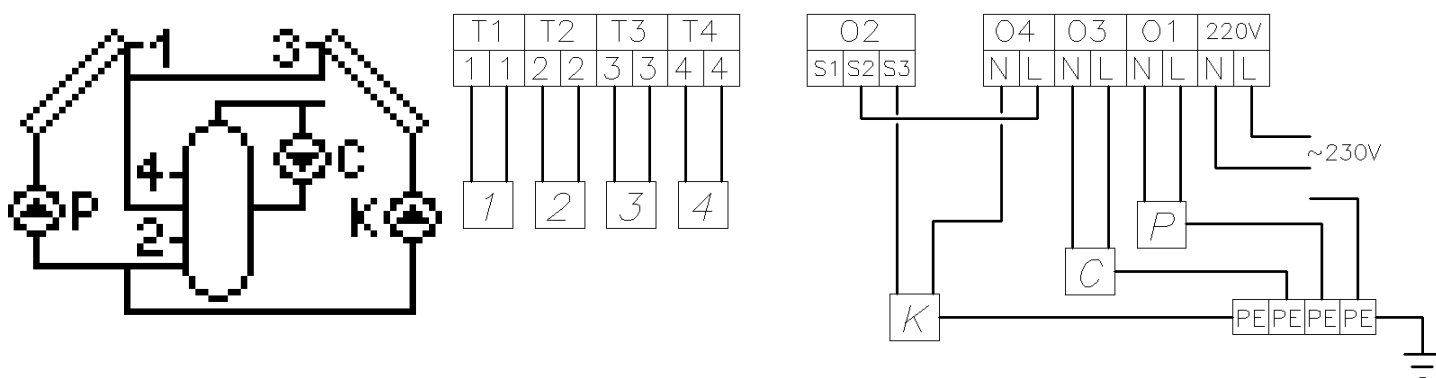 1 3
4 C
P K
2
T1 T2 T3 T4
1 1 2 2 3 3 4 4
1 2 3 4
O2 O4 O3 O1 220V
S1 S2 S3 N L N L N L N L
~230V
P
C
K
PE PE PE PE